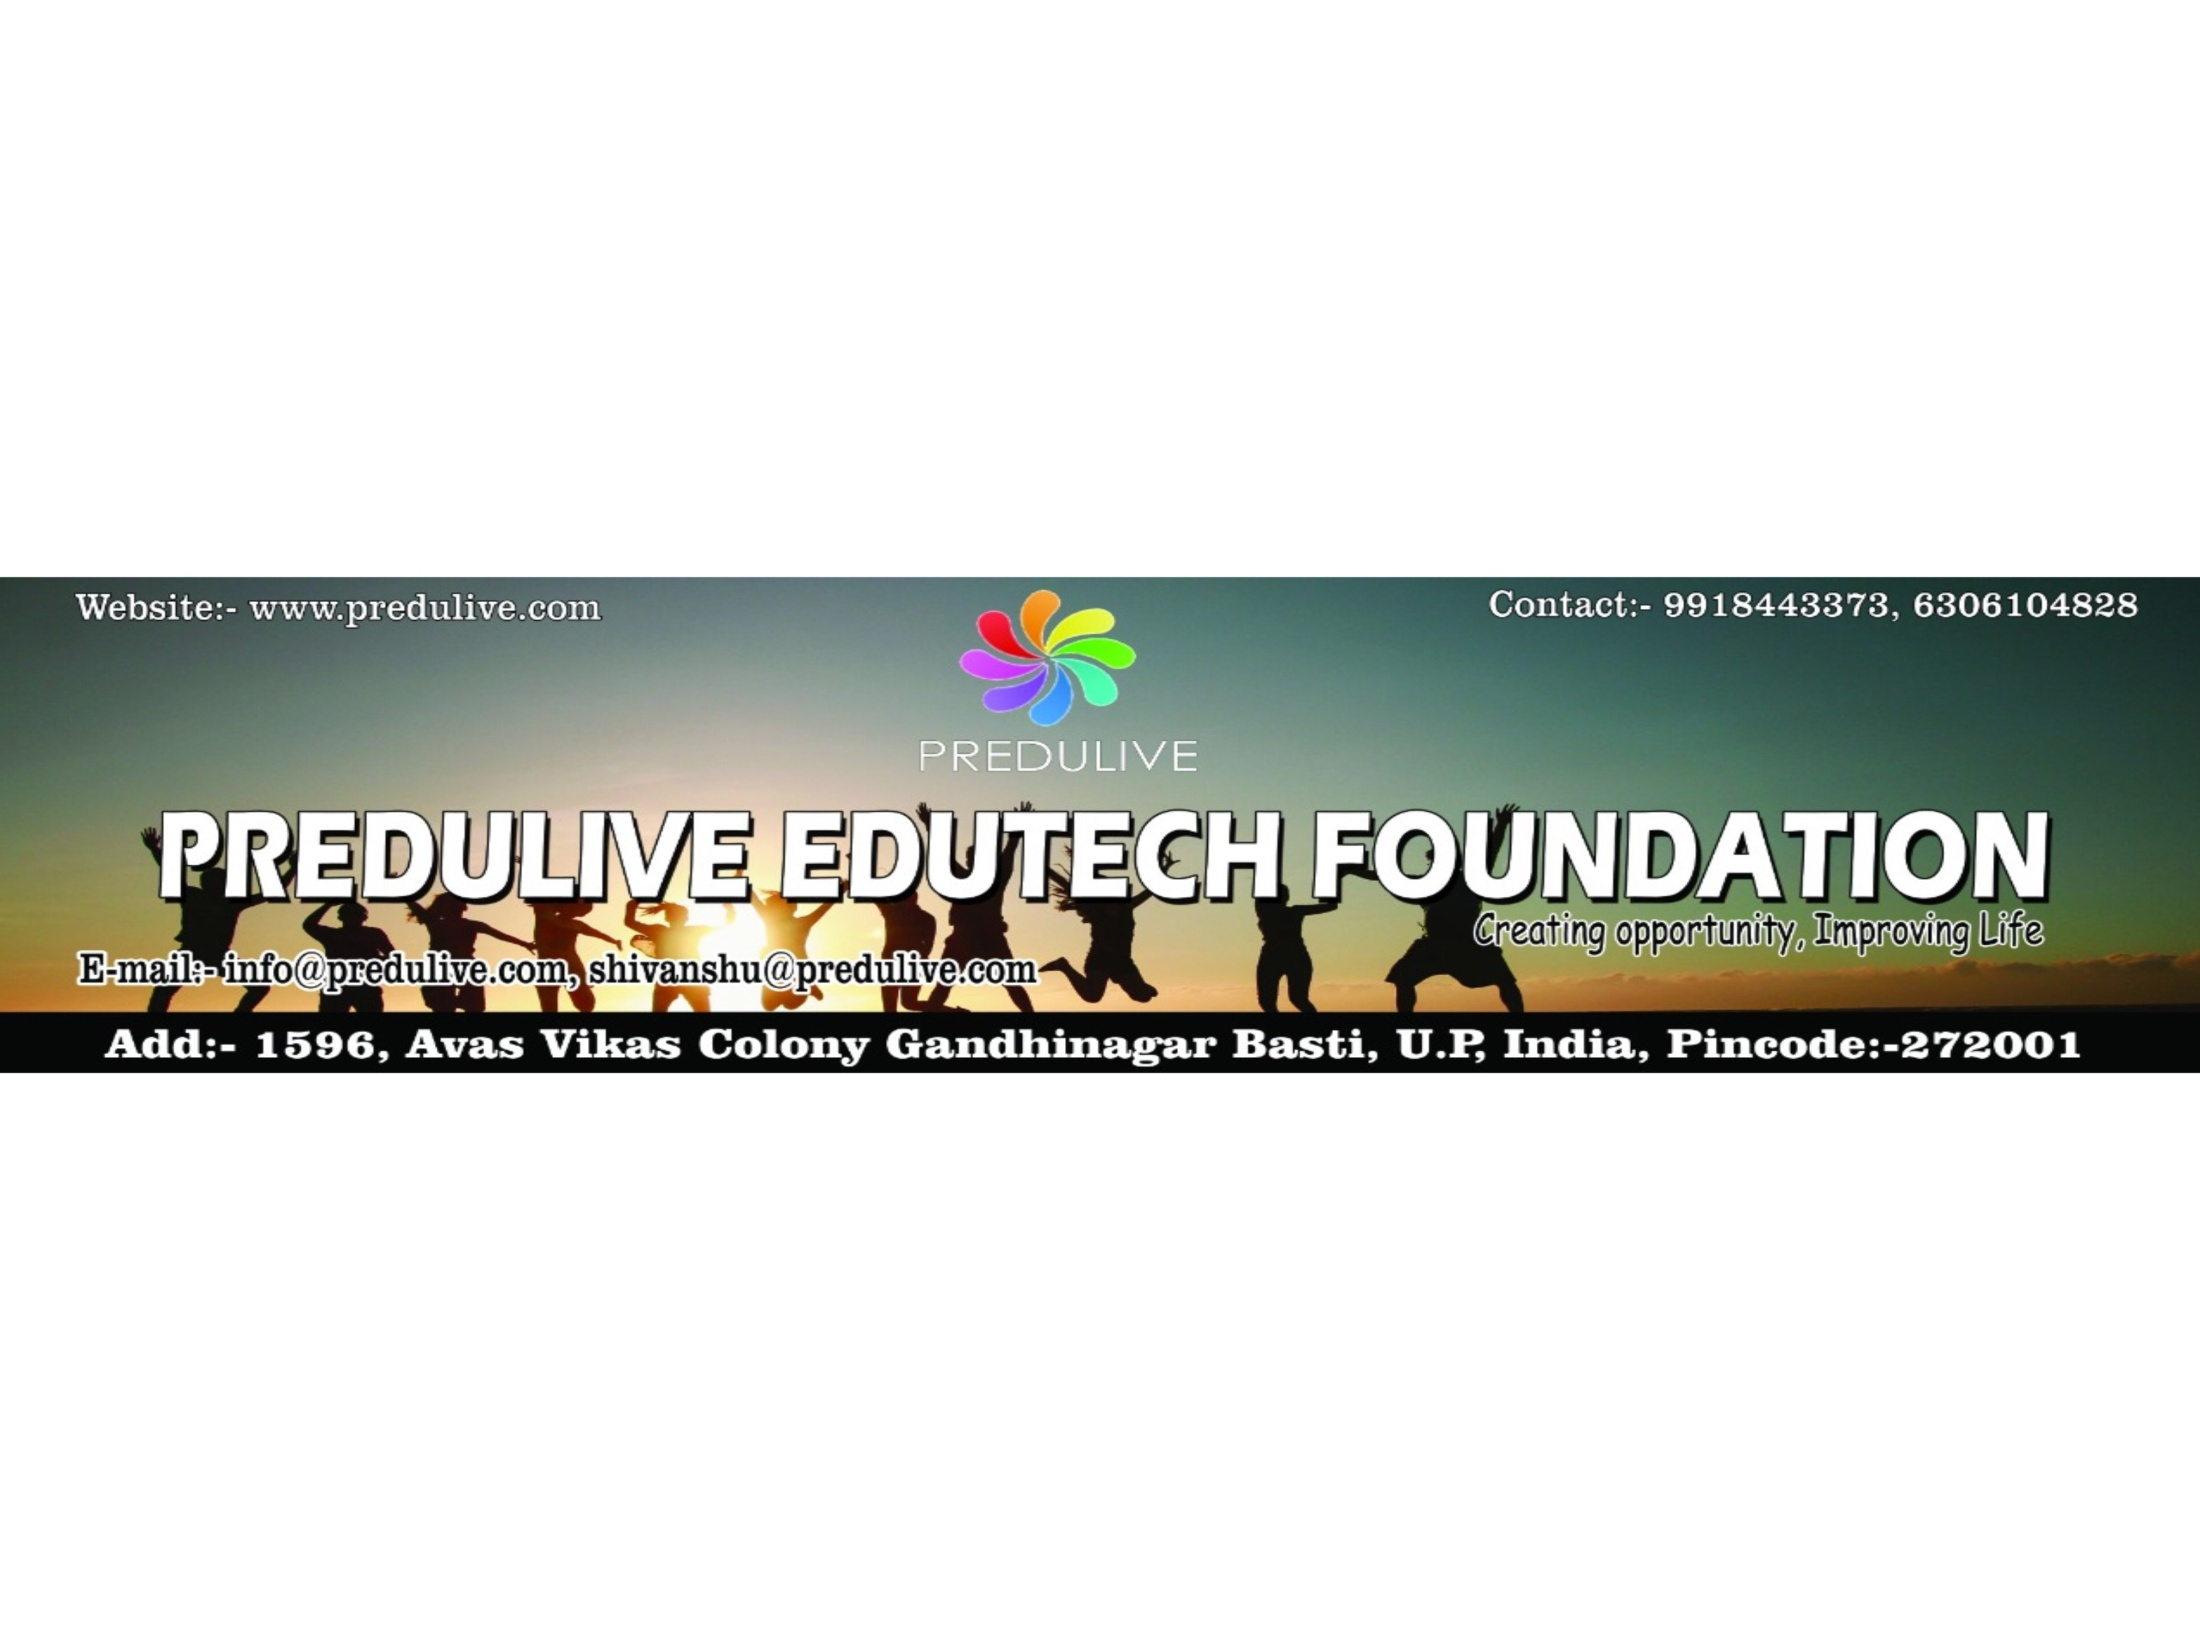 Website:- www.predulive.com
Contact:- 9918443373, 6306104828
PREDULIVE
PREDULIVE EDUTECH FOUNDATION
Creating opportunity, Improving Life
E-mail:- info@predulive.com, shivanshu@predulive.com
Add:- 1596, Avas Vikas Colony Gandhinagar Basti, U.P, India, Pincode:-272001